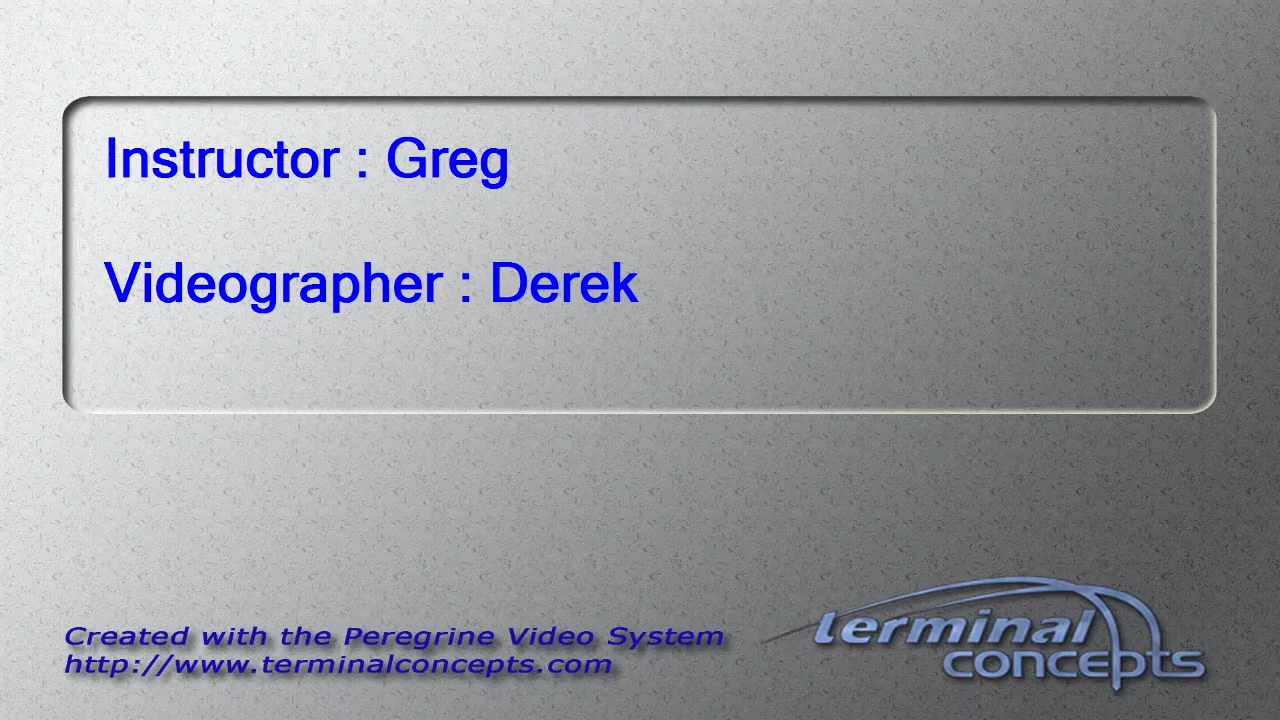 Instructor : Greg
Videographer : Derek
Created with the Peregrine Video System
http://www.terminalconcepts.com
terminal
concepts